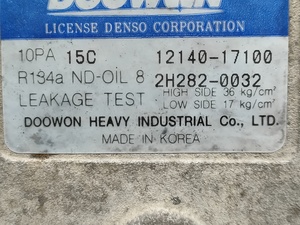 DOOWON
LICENSE DENSO CORPORATION
10PA 15C 12140-17100
R134a ND-OIL 8 2H282-0032
LEAKAGE TEST HIGH SIDE 36 kg/cm²
LOW SIDE 17 kg/cm²
DOOWON HEAVY INDUSTRIAL Co., LTD.
MADE IN KOREA